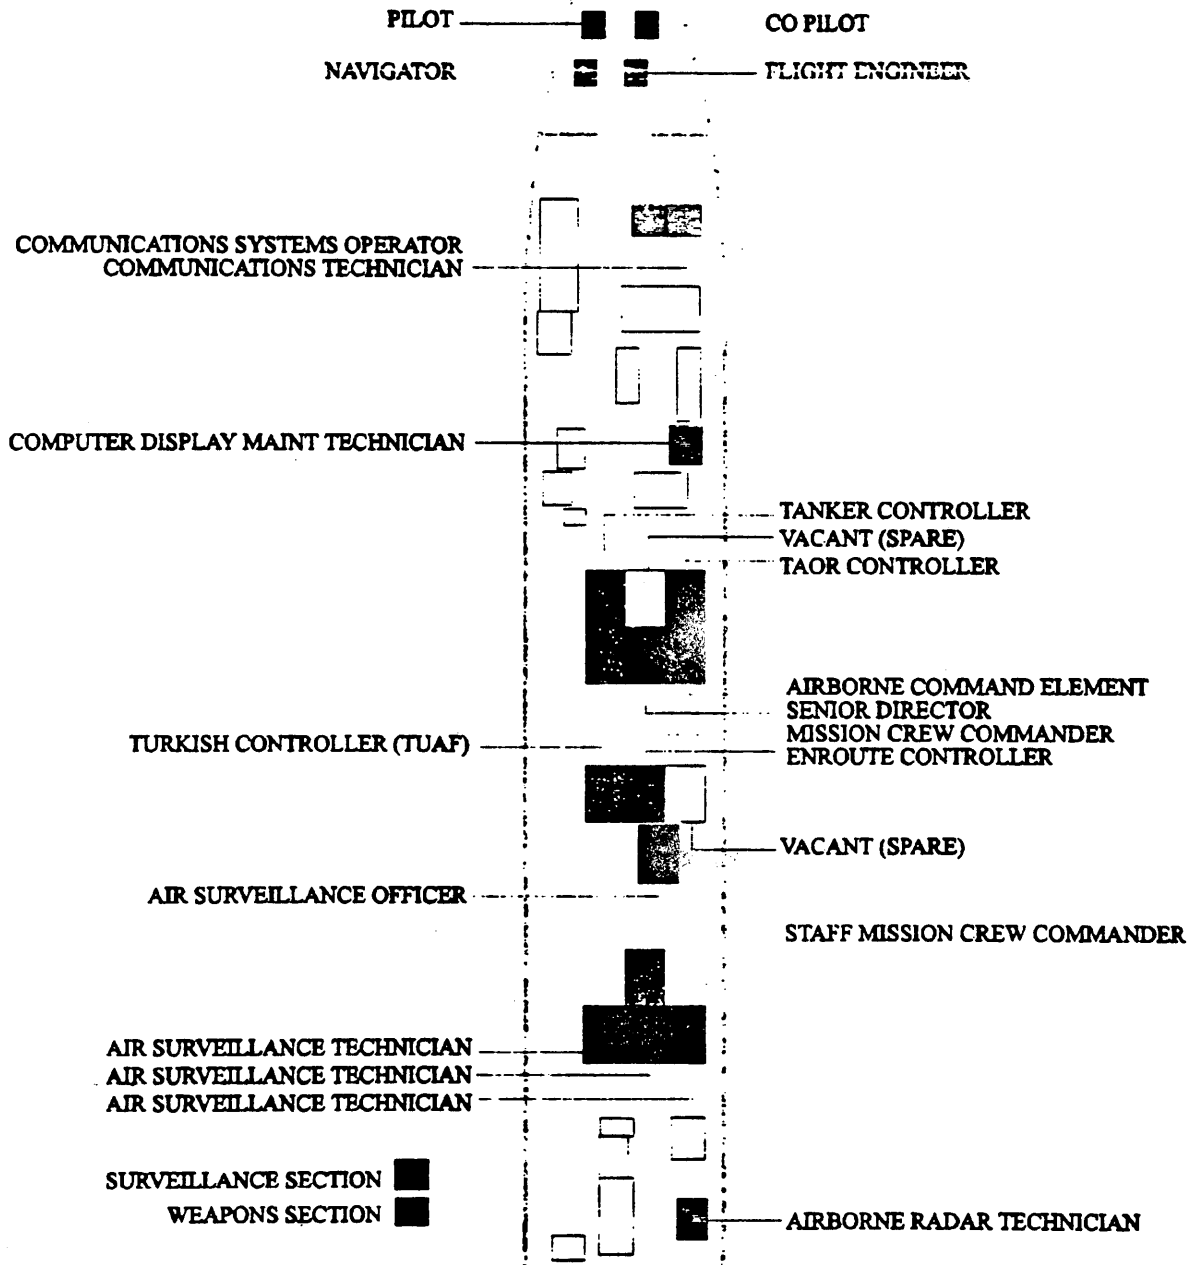 PILOT
CO PILOT
NAVIGATOR
FLIGHT ENGINEER
COMMUNICATIONS SYSTEMS OPERATOR
COMMUNICATIONS TECHNICIAN
COMPUTER DISPLAY MAINT TECHNICIAN
TANKER CONTROLLER
VACANT (SPARE)
TAOR CONTROLLER
AIRBORNE COMMAND ELEMENT
SENIOR DIRECTOR
MISSION CREW COMMANDER
TURKISH CONTROLLER (TUAF)
ENROUTE CONTROLLER
VACANT (SPARE)
AIR SURVEILLANCE OFFICER
STAFF MISSION CREW COMMANDER
AIR SURVEILLANCE TECHNICIAN
AIR SURVEILLANCE TECHNICIAN
AIR SURVEILLANCE TECHNICIAN
SURVEILLANCE SECTION
WEAPONS SECTION
AIRBORNE RADAR TECHNICIAN